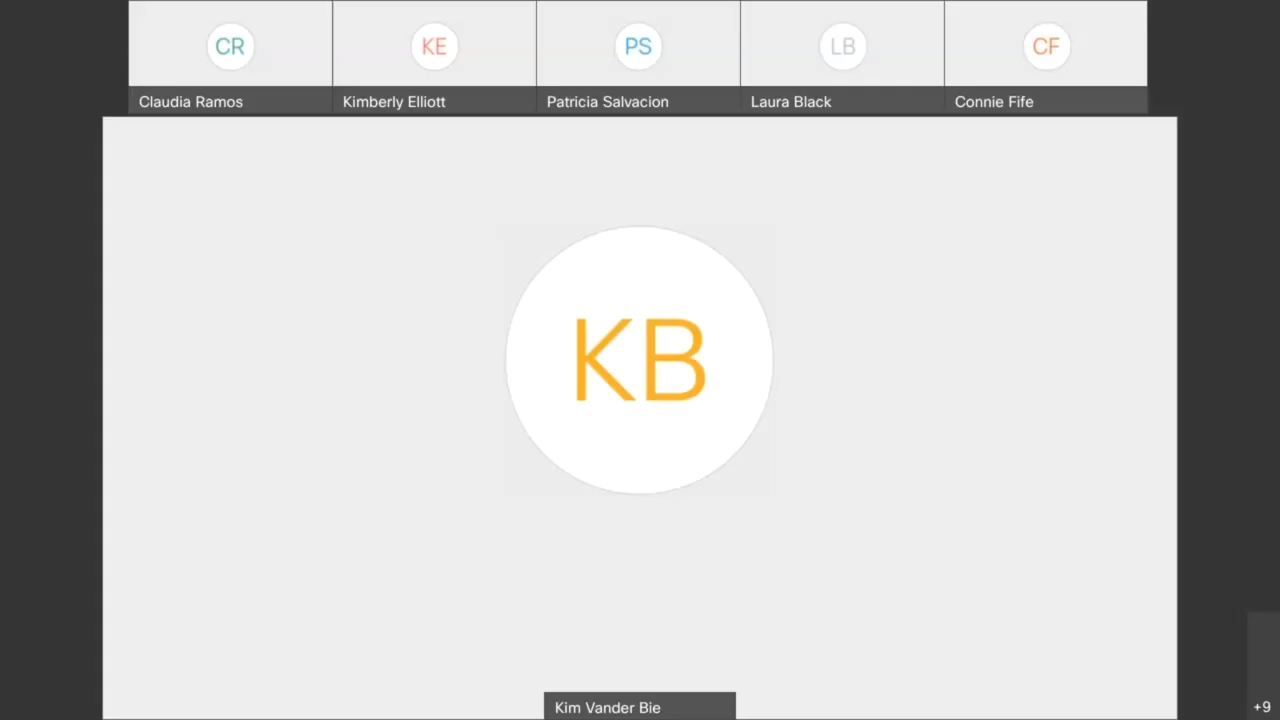 CR
KE
PS
LB
CF
Claudia Ramos
Kimberly Elliott
Patricia Salvacion
Laura Black
Connie Fife
KB
Kim Vander Bie
+9